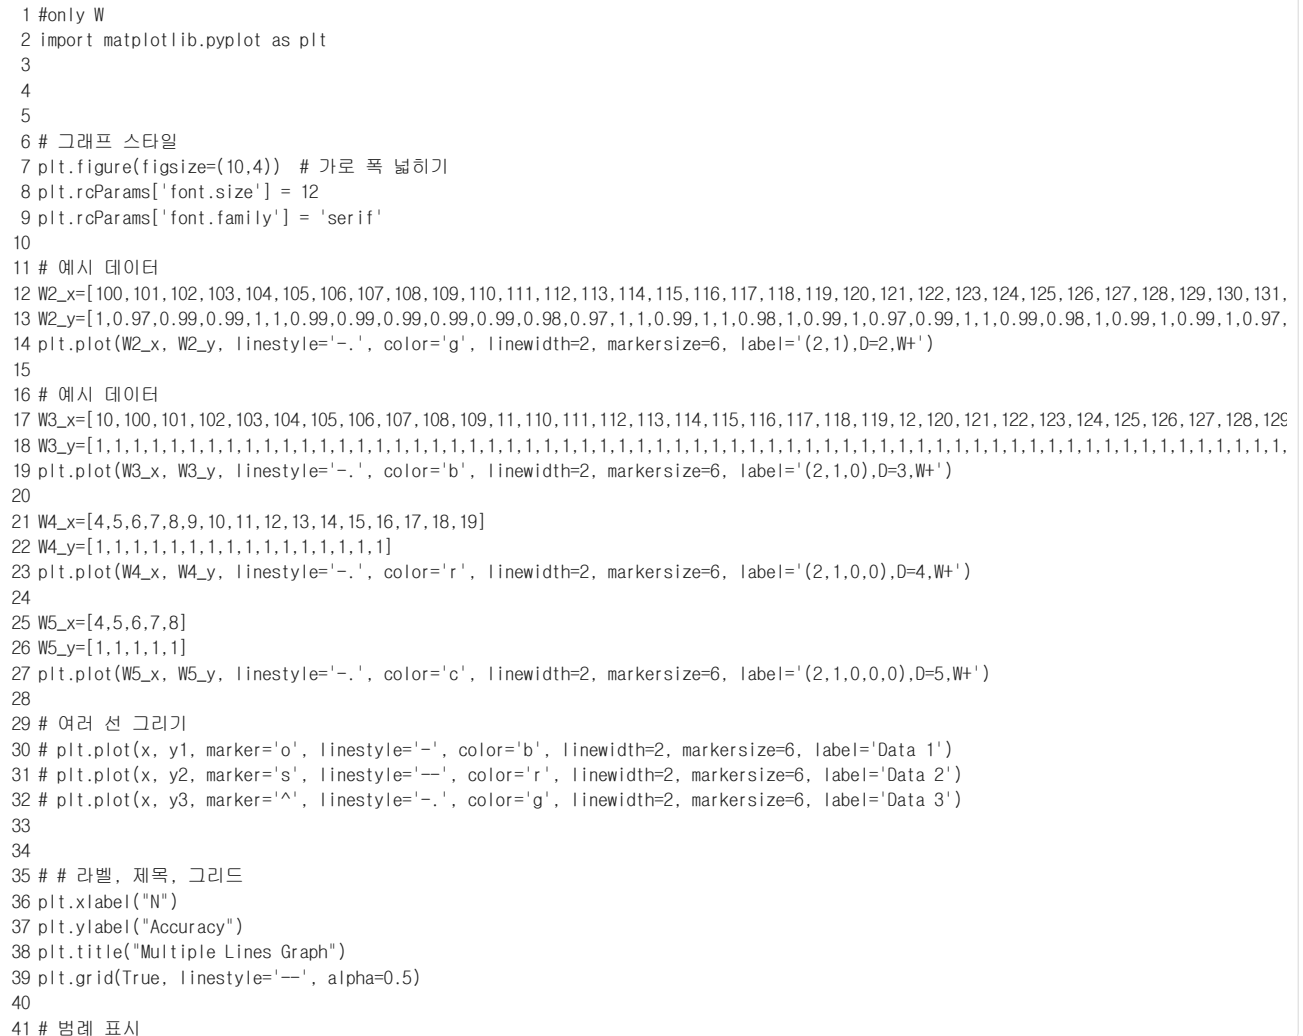 1 #only W
2 import matplotlib.pyplot as plt
3
4
5
6 # 그래프 스타일
7 plt.figure(figsize=(10,4))  # 가로 폭 넓히기
8 plt.rcParams['font.size'] = 12
9 plt.rcParams['font.family'] = 'serif'
10
11 # 예시 데이터
12 W2_x=[100,101,102,103,104,105,106,107,108,109,110,111,112,113,114,115,116,117,118,119,120,121,122,123,124,125,126,127,128,129,130,131,
13 W2_y=[1,0.97,0.99,0.99,1,1,0.99,0.99,0.99,0.99,0.99,0.98,0.97,1,1,0.99,1,1,0.98,1,0.99,1,0.97,0.99,1,1,0.99,0.98,1,0.99,1,0.99,1,0.97,
14 plt.plot(W2_x, W2_y, linestyle='-.', color='g', linewidth=2, markersize=6, label='(2,1),D=2,W+')
15
16 # 예시 데이터
17 W3_x=[10,100,101,102,103,104,105,106,107,108,109,11,110,111,112,113,114,115,116,117,118,119,12,120,121,122,123,124,125,126,127,128,129
18 W3_y=[1,1,1,1,1,1,1,1,1,1,1,1,1,1,1,1,1,1,1,1,1,1,1,1,1,1,1,1,1,1,1,1,1,1,1,1,1,1,1,1,1,1,1,1,1,1,1,1,1,1,1,1,1,1,1,1,1,1,1,1,1,1,1,1,
19 plt.plot(W3_x, W3_y, linestyle='-.', color='b', linewidth=2, markersize=6, label='(2,1,0),D=3,W+')
20
21 W4_x=[4,5,6,7,8,9,10,11,12,13,14,15,16,17,18,19]
22 W4_y=[1,1,1,1,1,1,1,1,1,1,1,1,1,1,1,1]
23 plt.plot(W4_x, W4_y, linestyle='-.', color='r', linewidth=2, markersize=6, label='(2,1,0,0),D=4,W+')
24
25 W5_x=[4,5,6,7,8]
26 W5_y=[1,1,1,1,1]
27 plt.plot(W5_x, W5_y, linestyle='-.', color='c', linewidth=2, markersize=6, label='(2,1,0,0,0),D=5,W+')
28
29 # 여러 선 그리기
30 # plt.plot(x, y1, marker='o', linestyle='-', color='b', linewidth=2, markersize=6, label='Data 1')
31 # plt.plot(x, y2, marker='s', linestyle='--', color='r', linewidth=2, markersize=6, label='Data 2')
32 # plt.plot(x, y3, marker='^', linestyle='-.', color='g', linewidth=2, markersize=6, label='Data 3')
33
34
35 # # 라벨, 제목, 그리드
36 plt.xlabel("N")
37 plt.ylabel("Accuracy")
38 plt.title("Multiple Lines Graph")
39 plt.grid(True, linestyle='--', alpha=0.5)
40
41 # 범례 표시